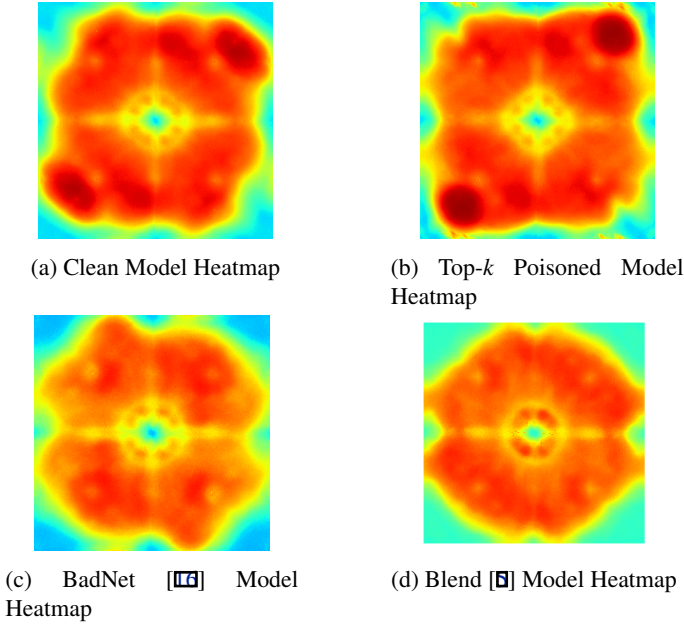 (a) Clean Model Heatmap
(b) Top-k Poisoned Model
Heatmap
(c) BadNet [16] Model
Heatmap
(d) Blend [5] Model Heatmap